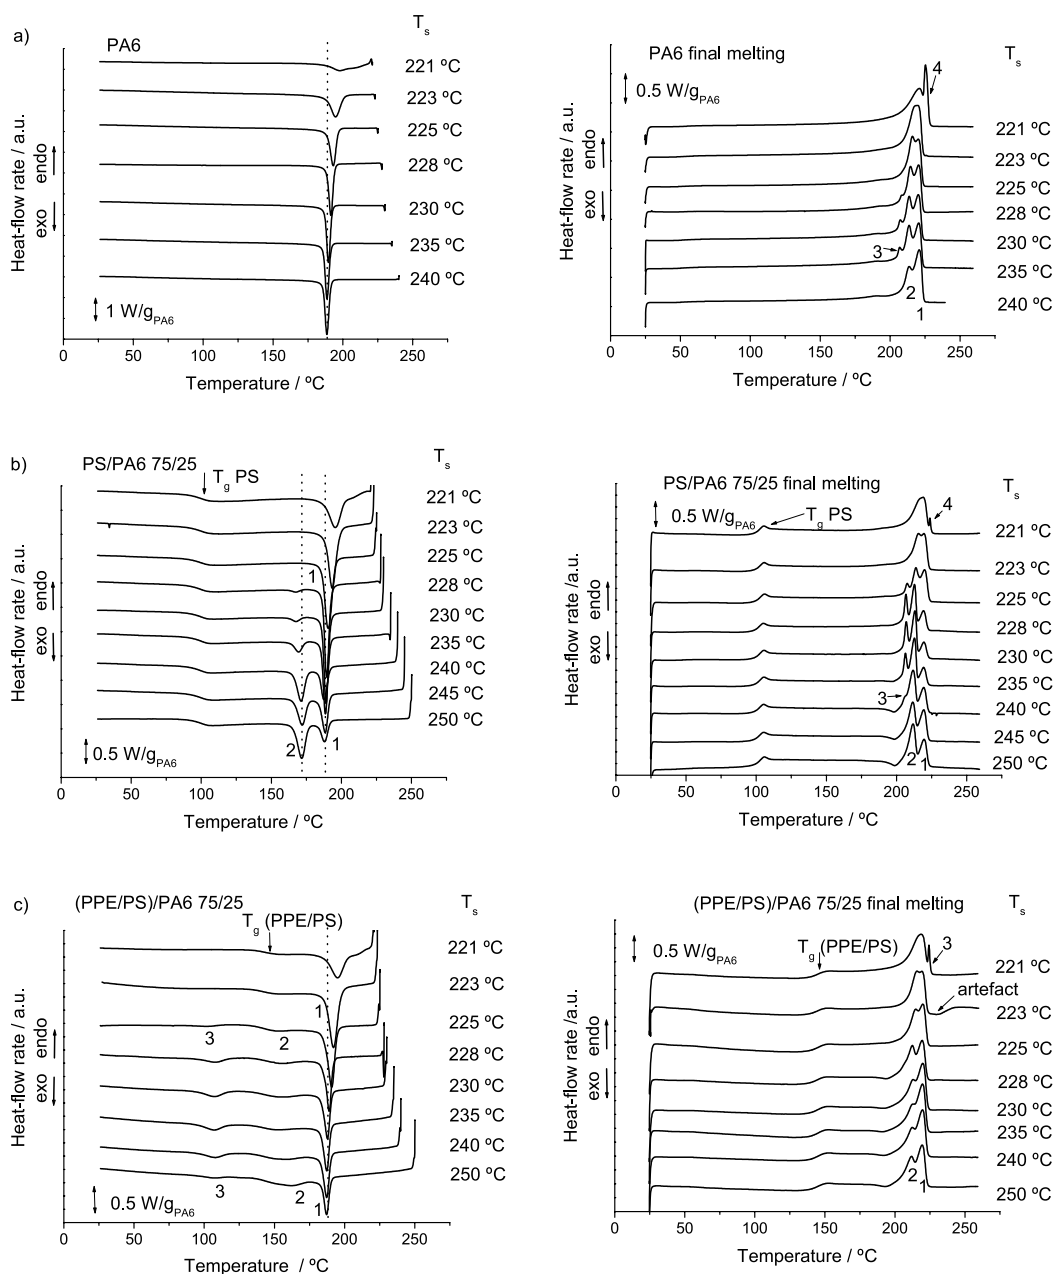 a)
PA6
T_s
221 ºC
223 ºC
225 ºC
228 ºC
230 ºC
235 ºC
240 ºC
1 W/g_PA6
Heat-flow rate / a.u.
exo endo
0 50 100 150 200 250
Temperature / ºC
PA6 final melting
T_s
0.5 W/g_PA6
4
221 ºC
223 ºC
225 ºC
228 ºC
230 ºC
3
235 ºC
2
240 ºC
1
Heat-flow rate / a.u.
exo endo
0 50 100 150 200 250
Temperature / ºC
b)
PS/PA6 75/25
T_g PS
T_s
221 ºC
223 ºC
225 ºC
1
228 ºC
230 ºC
235 ºC
240 ºC
245 ºC
250 ºC
2 1
0.5 W/g_PA6
Heat-flow rate /a.u.
exo endo
0 50 100 150 200 250
Temperature / ºC
PS/PA6 75/25 final melting
T_s
0.5 W/g_PA6
T_g PS
4
221 ºC
223 ºC
225 ºC
228 ºC
230 ºC
235 ºC
3
240 ºC
245 ºC
2 1
250 ºC
Heat-flow rate /a.u.
exo endo
0 50 100 150 200 250
Temperature / ºC
c)
(PPE/PS)/PA6 75/25
T_g (PPE/PS)
T_s
221 ºC
223 ºC
1
225 ºC
3 2
228 ºC
230 ºC
235 ºC
240 ºC
250 ºC
3 2 1
0.5 W/g_PA6
Heat-flow rate /a.u.
exo endo
0 50 100 150 200 250
Temperature / ºC
(PPE/PS)/PA6 75/25 final melting
T_s
0.5 W/g_PA6
T_g (PPE/PS)
3
221 ºC
artefact
223 ºC
225 ºC
228 ºC
230 ºC
235 ºC
240 ºC
2 1
250 ºC
Heat-flow rate /a.u.
exo endo
0 50 100 150 200 250
Temperature / ºC